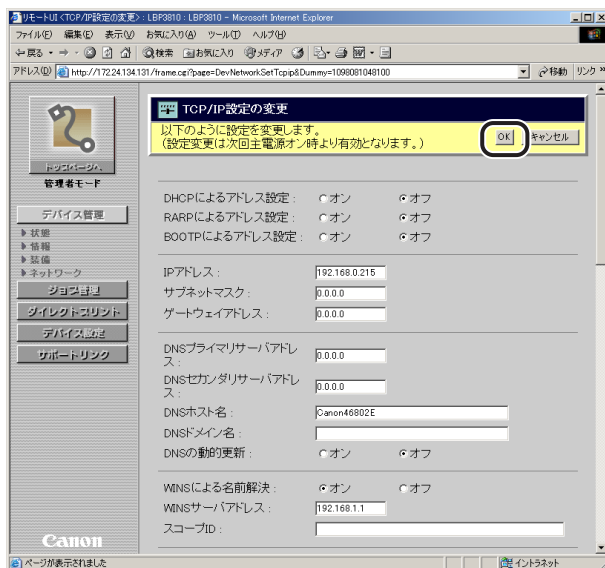 リモートUI <TCP/IP設定の変更> : LBP3810 : LBP3810 - Microsoft Internet Explorer
ファイル(F) 編集(E) 表示(V) お気に入り(A) ツール(T) ヘルプ(H)
戻る 検索 お気に入り メディア
アドレス(D) http://172.24.134.131/frame.cgi?page=DevNetworkSetTcpip&Dummy=1098081048100 移動 リンク »
トップページへ
管理者モード
デバイス管理
状態
情報
装備
ネットワーク
ジョブ管理
ダイレクトプリント
デバイス設定
サポートリンク
Canon
TCP/IP設定の変更
以下のように設定を変更します。
(設定変更は次回主電源オン時より有効となります。)
OK キャンセル
DHCPによるアドレス設定 : オン オフ
RARPによるアドレス設定 : オン オフ
BOOTPによるアドレス設定 : オン オフ
IPアドレス : 192.168.0.215
サブネットマスク : 0.0.0.0
ゲートウェイアドレス : 0.0.0.0
DNSプライマリサーバアドレ
ス : 0.0.0.0
DNSセカンダリサーバアドレ
ス : 0.0.0.0
DNSホスト名 : Canon46802E
DNSドメイン名 :
DNSの動的更新 : オン オフ
WINSによる名前解決 : オン オフ
WINSサーバアドレス : 192.168.1.1
スコープID :
ページが表示されました イントラネット